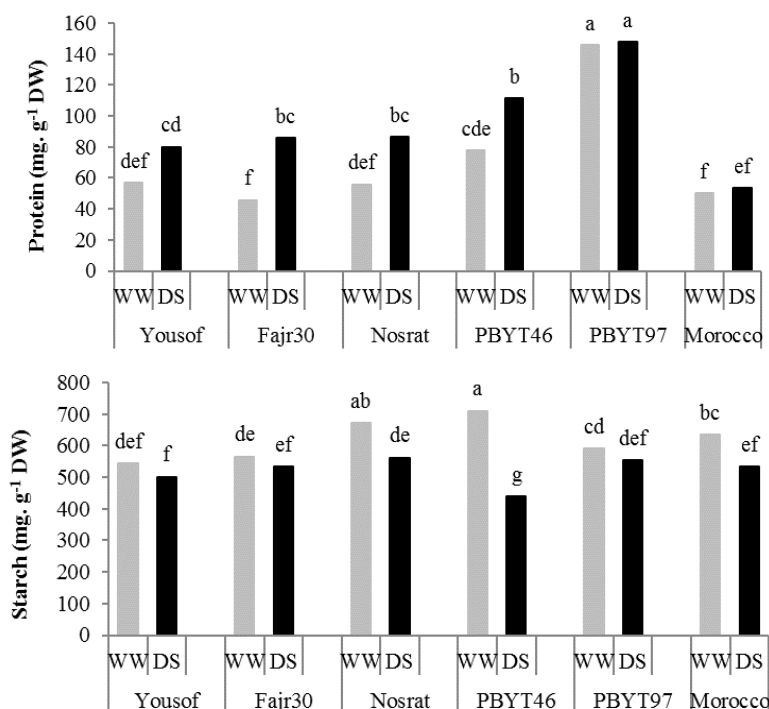 Protein (mg. g-1 DW)
160
140
120
100
80
60
40
20
0
def cd f bc def bc cde b a a f ef
WW DS WW DS WW DS WW DS WW DS WW DS
Yousof Fajr30 Nosrat PBYT46 PBYT97 Morocco
Starch (mg. g-1 DW)
800
700
600
500
400
300
200
100
0
def f de ef ab de a g cd def bc ef
WW DS WW DS WW DS WW DS WW DS WW DS
Yousof Fajr30 Nosrat PBYT46 PBYT97 Morocco